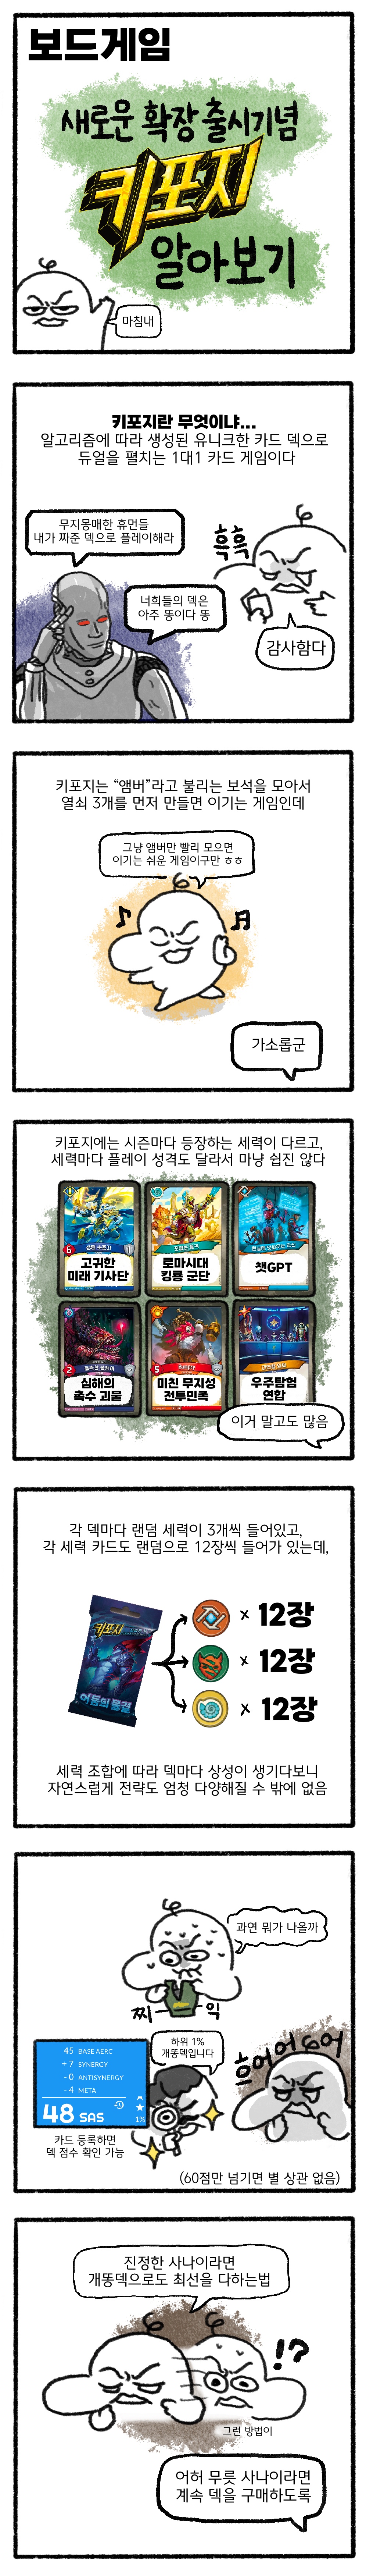 보드게임
새로운 확장 출시기념
키포지
알아보기
마침내
키포지란 무엇이냐...
알고리즘에 따라 생성된 유니크한 카드 덱으로
듀얼을 펼치는 1대1 카드 게임이다
무지몽매한 휴먼들
내가 짜준 덱으로 플레이해라
흑흑
너희들의 덱은
아주 똥이다 똥
감사함다
키포지는 “앰버”라고 불리는 보석을 모아서
열쇠 3개를 먼저 만들면 이기는 게임인데
그냥 앰버만 빨리 모으면
이기는 쉬운 게임이구만 ㅎㅎ
가소롭군
키포지에는 시즌마다 등장하는 세력이 다르고,
세력마다 플레이 성격도 달라서 마냥 쉽진 않다
고귀한
미래 기사단
로마시대
킹룡 군단
챗GPT
심해의
촉수 괴물
미친 무지성
전투민족
우주탐험
연합
이거 말고도 많음
각 덱마다 랜덤 세력이 3개씩 들어있고,
각 세력 카드도 랜덤으로 12장씩 들어가 있는데,
키포지
어둠의 물결
x 12장
x 12장
x 12장
세력 조합에 따라 덱마다 상성이 생기다보니
자연스럽게 전략도 엄청 다양해질 수 밖에 없음
과연 뭐가 나올까
찌익
45 BASE AERC
+ 7 SYNERGY
- 0 ANTISYNERGY
- 4 META
48 SAS
1%
하위 1%
개똥덱입니다
흐어어어어
카드 등록하면
덱 점수 확인 가능
(60점만 넘기면 별 상관 없음)
진정한 사나이라면
개똥덱으로도 최선을 다하는법
!?
그런 방법이
어허 무릇 사나이라면
계속 덱을 구매하도록